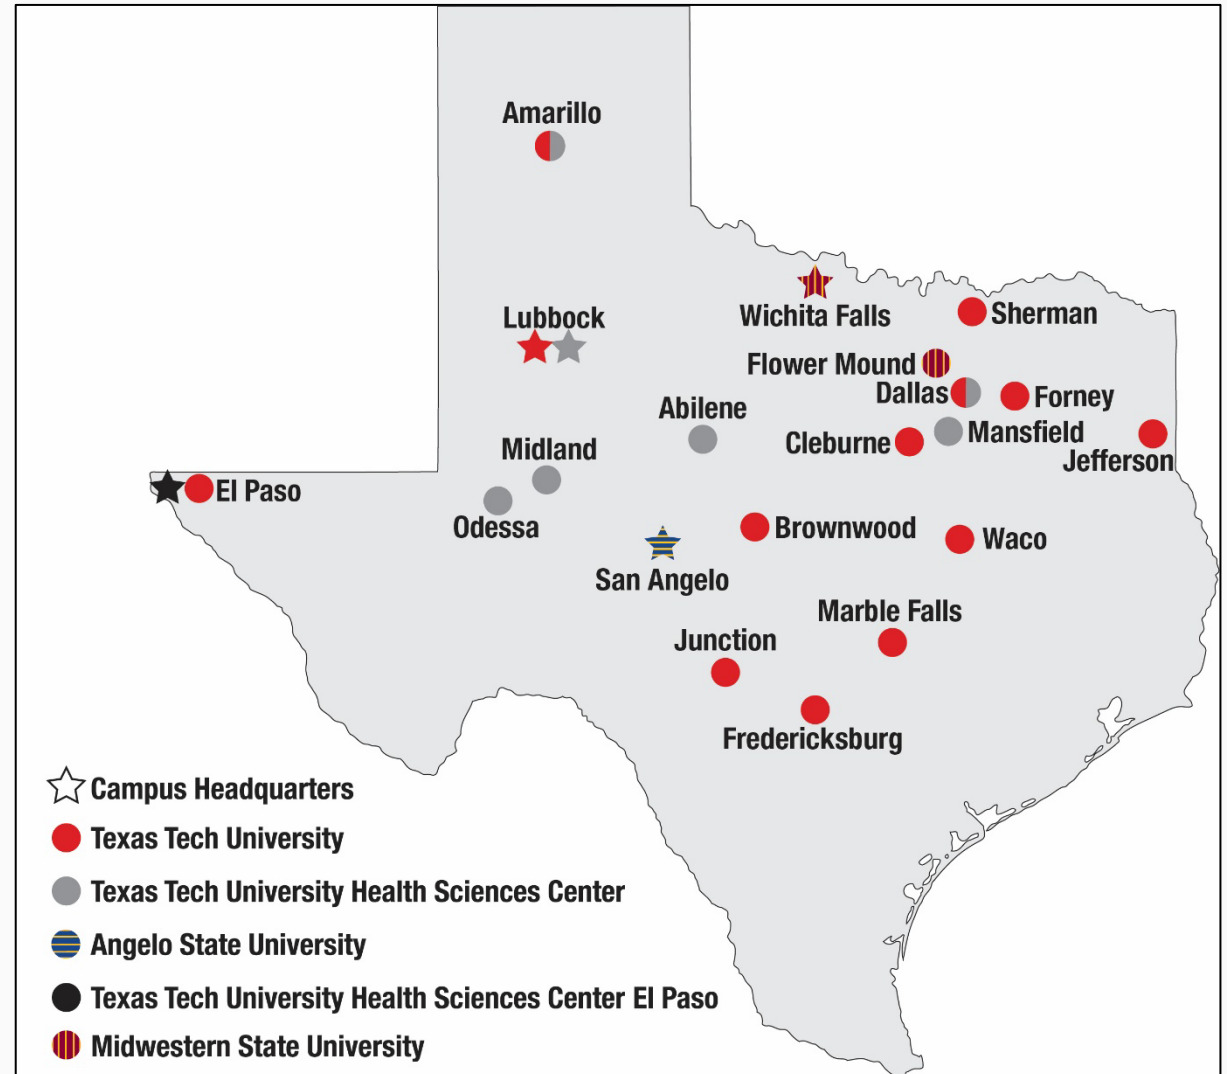 Amarillo
Wichita Falls
Sherman
Lubbock
Flower Mound
Dallas
Forney
Abilene
Cleburne
Mansfield
Jefferson
Midland
El Paso
Odessa
Brownwood
Waco
San Angelo
Marble Falls
Junction
Fredericksburg
Campus Headquarters
Texas Tech University
Texas Tech University Health Sciences Center
Angelo State University
Texas Tech University Health Sciences Center El Paso
Midwestern State University